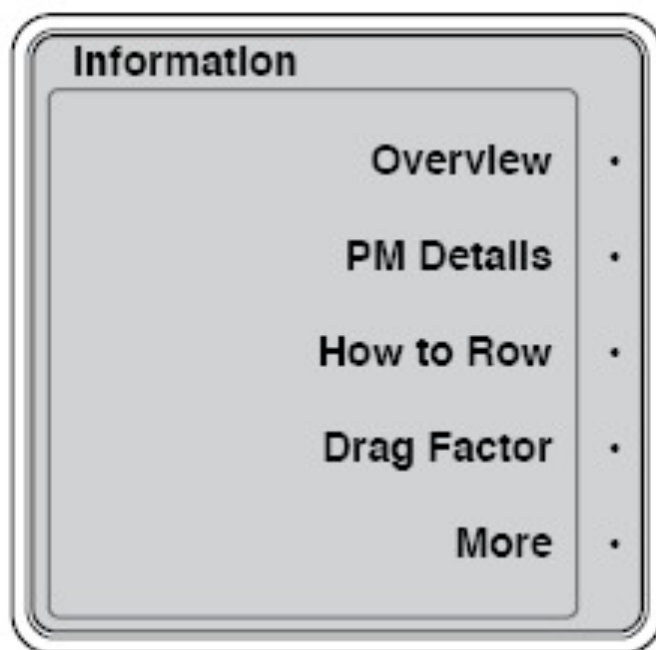 Information
Overview
PM Details
How to Row
Drag Factor
More